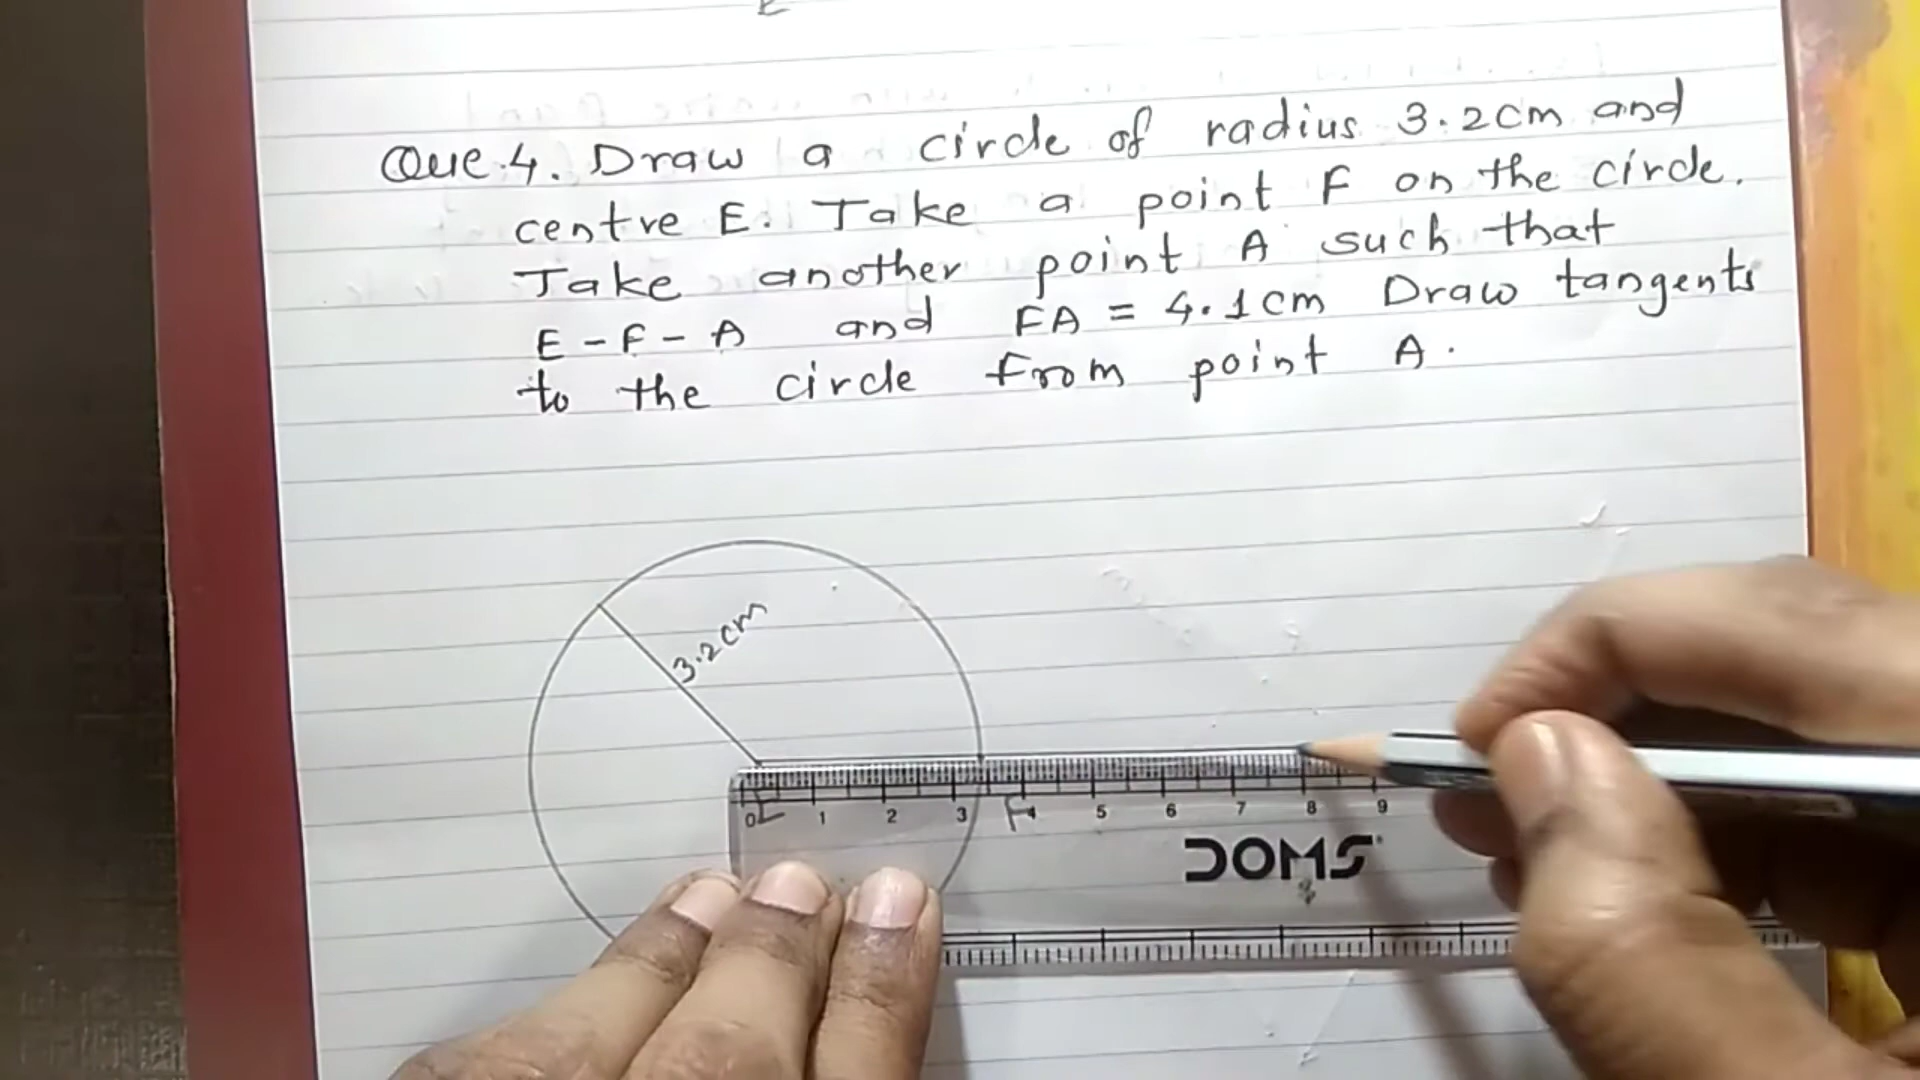 Que.4. Draw a circle of radius 3.2cm and
centre E. Take a point F on the circle.
Take another point A such that
E-F-A and FA = 4.1cm Draw tangents
to the circle from point A.
3.2cm
E F
0 1 2 3 4 5 6 7 8 9
DOMS